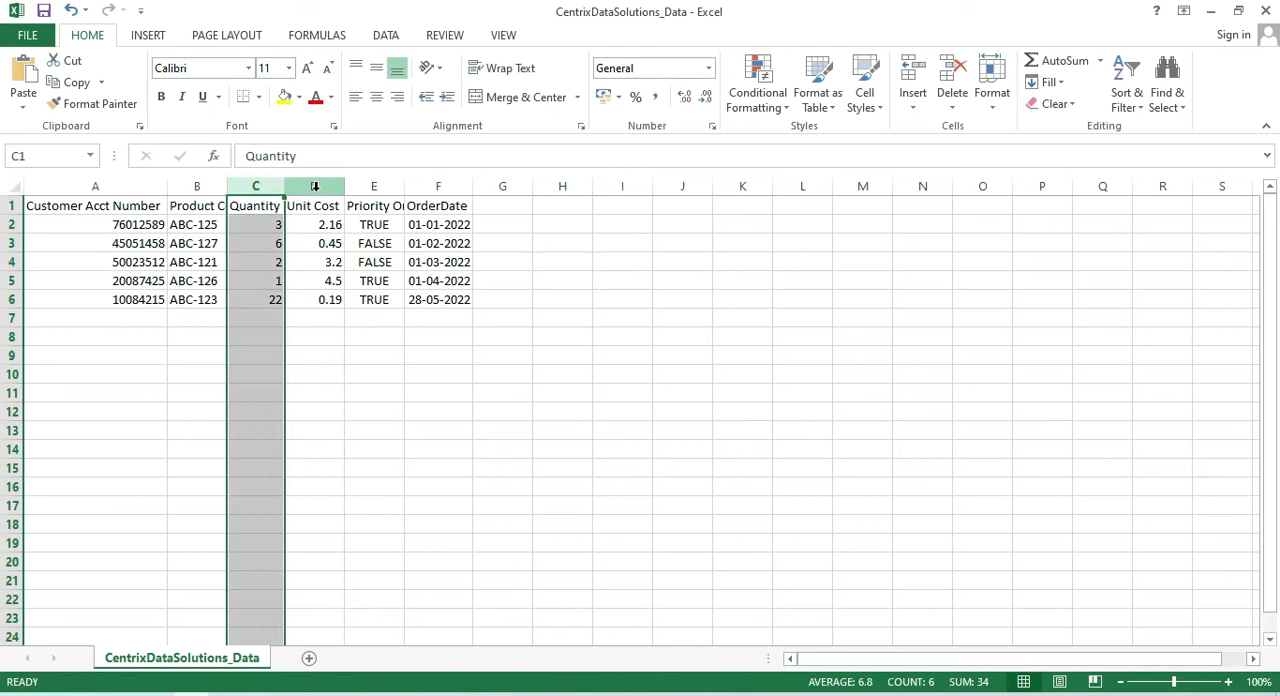 CentrixDataSolutions_Data - Excel
?
FILE HOME INSERT PAGE LAYOUT FORMULAS DATA REVIEW VIEW Sign in
Paste
Cut
Copy
Format Painter
Clipboard
Calibri 11
B I U
Font
Wrap Text
Merge & Center
Alignment
General
%
Number
Conditional Formatting
Format as Table
Cell Styles
Styles
Insert Delete Format
Cells
AutoSum
Fill
Clear
Sort & Filter
Find & Select
Editing
C1 fx Quantity
A B C E F G H I J K L M N O P Q R S
1 Customer Acct Number Product C Quantity Unit Cost Priority Or OrderDate
2 76012589 ABC-125 3 2.16 TRUE 01-01-2022
3 45051458 ABC-127 6 0.45 FALSE 01-02-2022
4 50023512 ABC-121 2 3.2 FALSE 01-03-2022
5 20087425 ABC-126 1 4.5 TRUE 01-04-2022
6 10084215 ABC-123 22 0.19 TRUE 28-05-2022
7
8
9
10
11
12
13
14
15
16
17
18
19
20
21
22
23
24
CentrixDataSolutions_Data
READY AVERAGE: 6.8 COUNT: 6 SUM: 34 100%